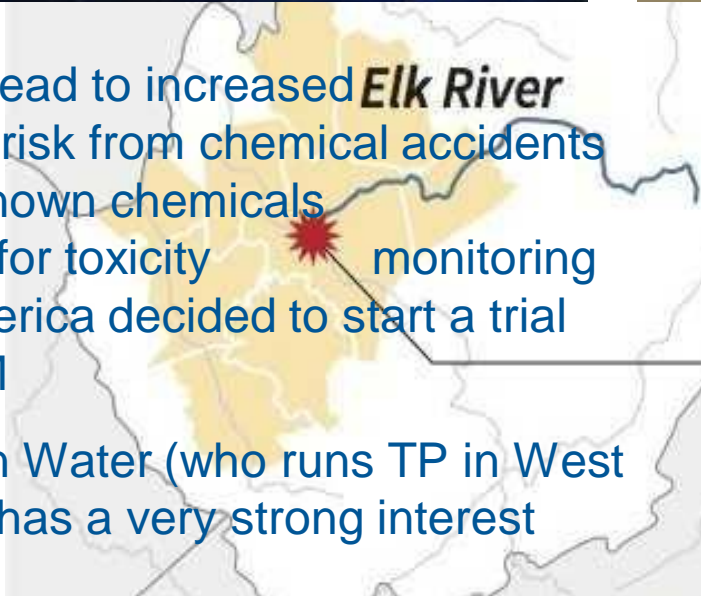 ead to increased
Elk River
risk from chemical accidents
nown chemicals
for toxicity monitoring
erica decided to start a trial
n Water (who runs TP in West
has a very strong interest